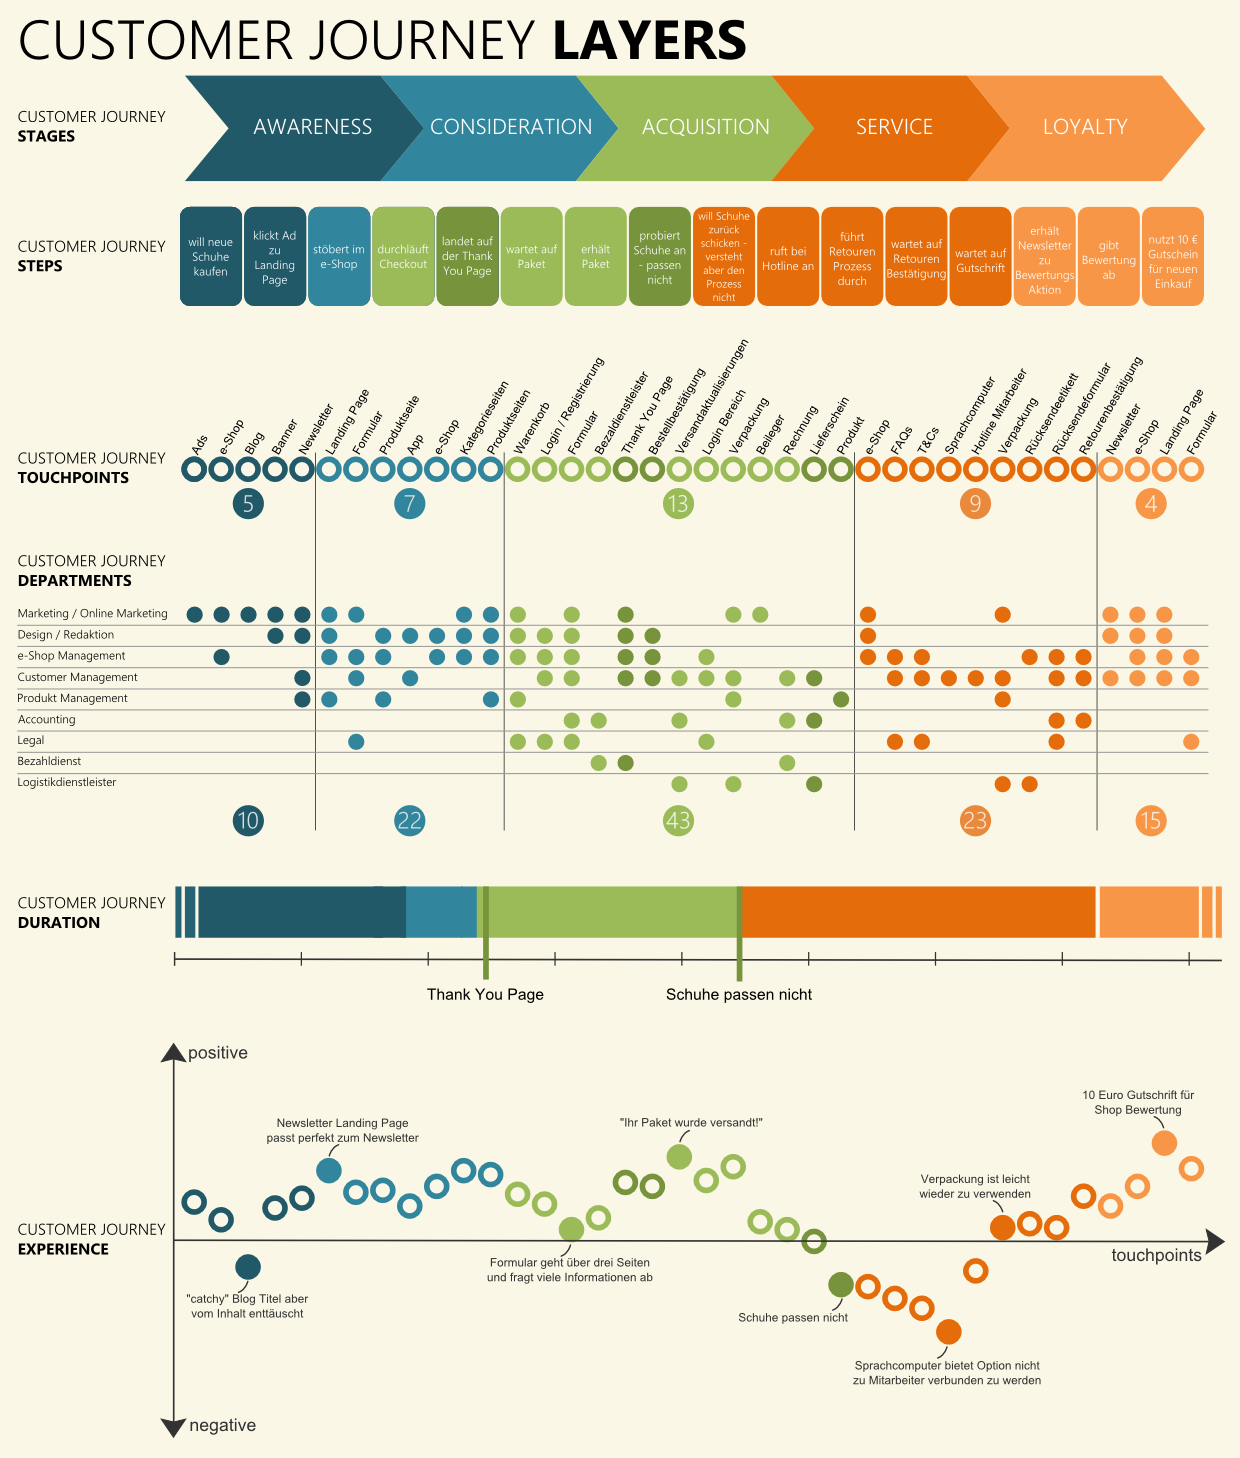 CUSTOMER JOURNEY LAYERS
CUSTOMER JOURNEY
STAGES
AWARENESS
CONSIDERATION
ACQUISITION
SERVICE
LOYALTY
CUSTOMER JOURNEY
STEPS
will neue
Schuhe
kaufen
klickt Ad
zu
Landing
Page
stöbert im
e-Shop
durchläuft
Checkout
landet auf
der Thank
You Page
wartet auf
Paket
erhält
Paket
probiert
Schuhe an
- passen
nicht
will Schuhe
zurück
schicken -
versteht
aber den
Prozess
nicht
ruft bei
Hotline an
führt
Retouren
Prozess
durch
wartet auf
Retouren
Bestätigung
wartet auf
Gutschrift
erhält
Newsletter
zu
Bewertungs
Aktion
gibt
Bewertung
ab
nutzt 10 €
Gutschein
für neuen
Einkauf
CUSTOMER JOURNEY
TOUCHPOINTS
Ads
e-Shop
Blog
Banner
Newsletter
Landing Page
Formular
Produktseite
App
e-Shop
Kategorieseiten
Produktseiten
Warenkorb
Login / Registrierung
Formular
Bezaldienstleister
Thank You Page
Bestellbestätigung
Versandaktualisierungen
Login Bereich
Verpackung
Beileger
Rechnung
Lieferschein
Produkt
e-Shop
FAQs
T&Cs
Sprachcomputer
Hotline Mitarbeiter
Verpackung
Rücksendeetikett
Rücksendeformular
Retourenbestätigung
Newsletter
e-Shop
Landing Page
Formular
5
7
13
9
4
CUSTOMER JOURNEY
DEPARTMENTS
Marketing / Online Marketing
Design / Redaktion
e-Shop Management
Customer Management
Produkt Management
Accounting
Legal
Bezahldienst
Logistikdienstleister
10
22
43
23
15
CUSTOMER JOURNEY
DURATION
Thank You Page
Schuhe passen nicht
CUSTOMER JOURNEY
EXPERIENCE
positive
10 Euro Gutschrift für
Shop Bewertung
Newsletter Landing Page
passt perfekt zum Newsletter
"Ihr Paket wurde versandt!"
Verpackung ist leicht
wieder zu verwenden
touchpoints
Formular geht über drei Seiten
und fragt viele Informationen ab
"catchy" Blog Titel aber
vom Inhalt enttäuscht
Schuhe passen nicht
Sprachcomputer bietet Option nicht
zu Mitarbeiter verbunden zu werden
negative